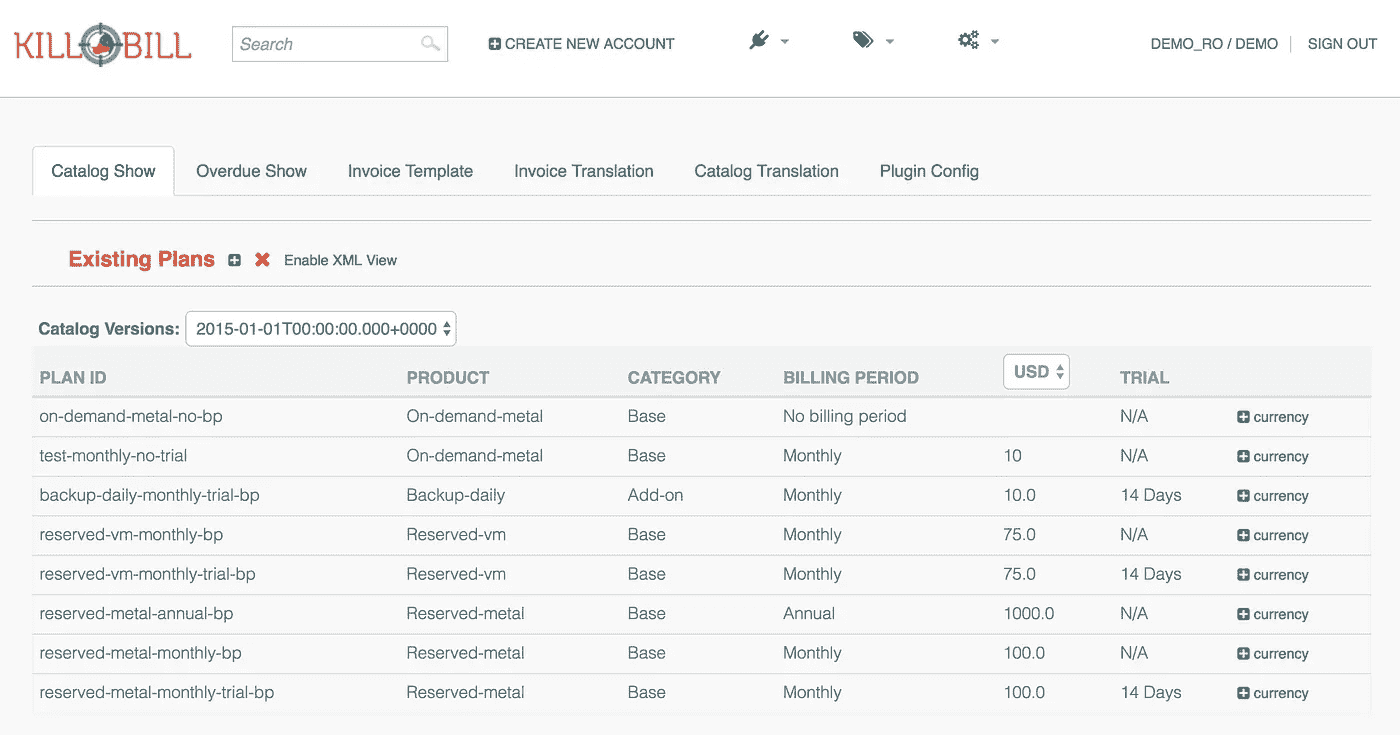 KILL BILL Search CREATE NEW ACCOUNT DEMO_RO / DEMO SIGN OUT
Catalog Show Overdue Show Invoice Template Invoice Translation Catalog Translation Plugin Config
Existing Plans Enable XML View
Catalog Versions: 2015-01-01T00:00:00.000+0000
PLAN ID PRODUCT CATEGORY BILLING PERIOD USD TRIAL
on-demand-metal-no-bp On-demand-metal Base No billing period N/A currency
test-monthly-no-trial On-demand-metal Base Monthly 10 N/A currency
backup-daily-monthly-trial-bp Backup-daily Add-on Monthly 10.0 14 Days currency
reserved-vm-monthly-bp Reserved-vm Base Monthly 75.0 N/A currency
reserved-vm-monthly-trial-bp Reserved-vm Base Monthly 75.0 14 Days currency
reserved-metal-annual-bp Reserved-metal Base Annual 1000.0 N/A currency
reserved-metal-monthly-bp Reserved-metal Base Monthly 100.0 N/A currency
reserved-metal-monthly-trial-bp Reserved-metal Base Monthly 100.0 14 Days currency